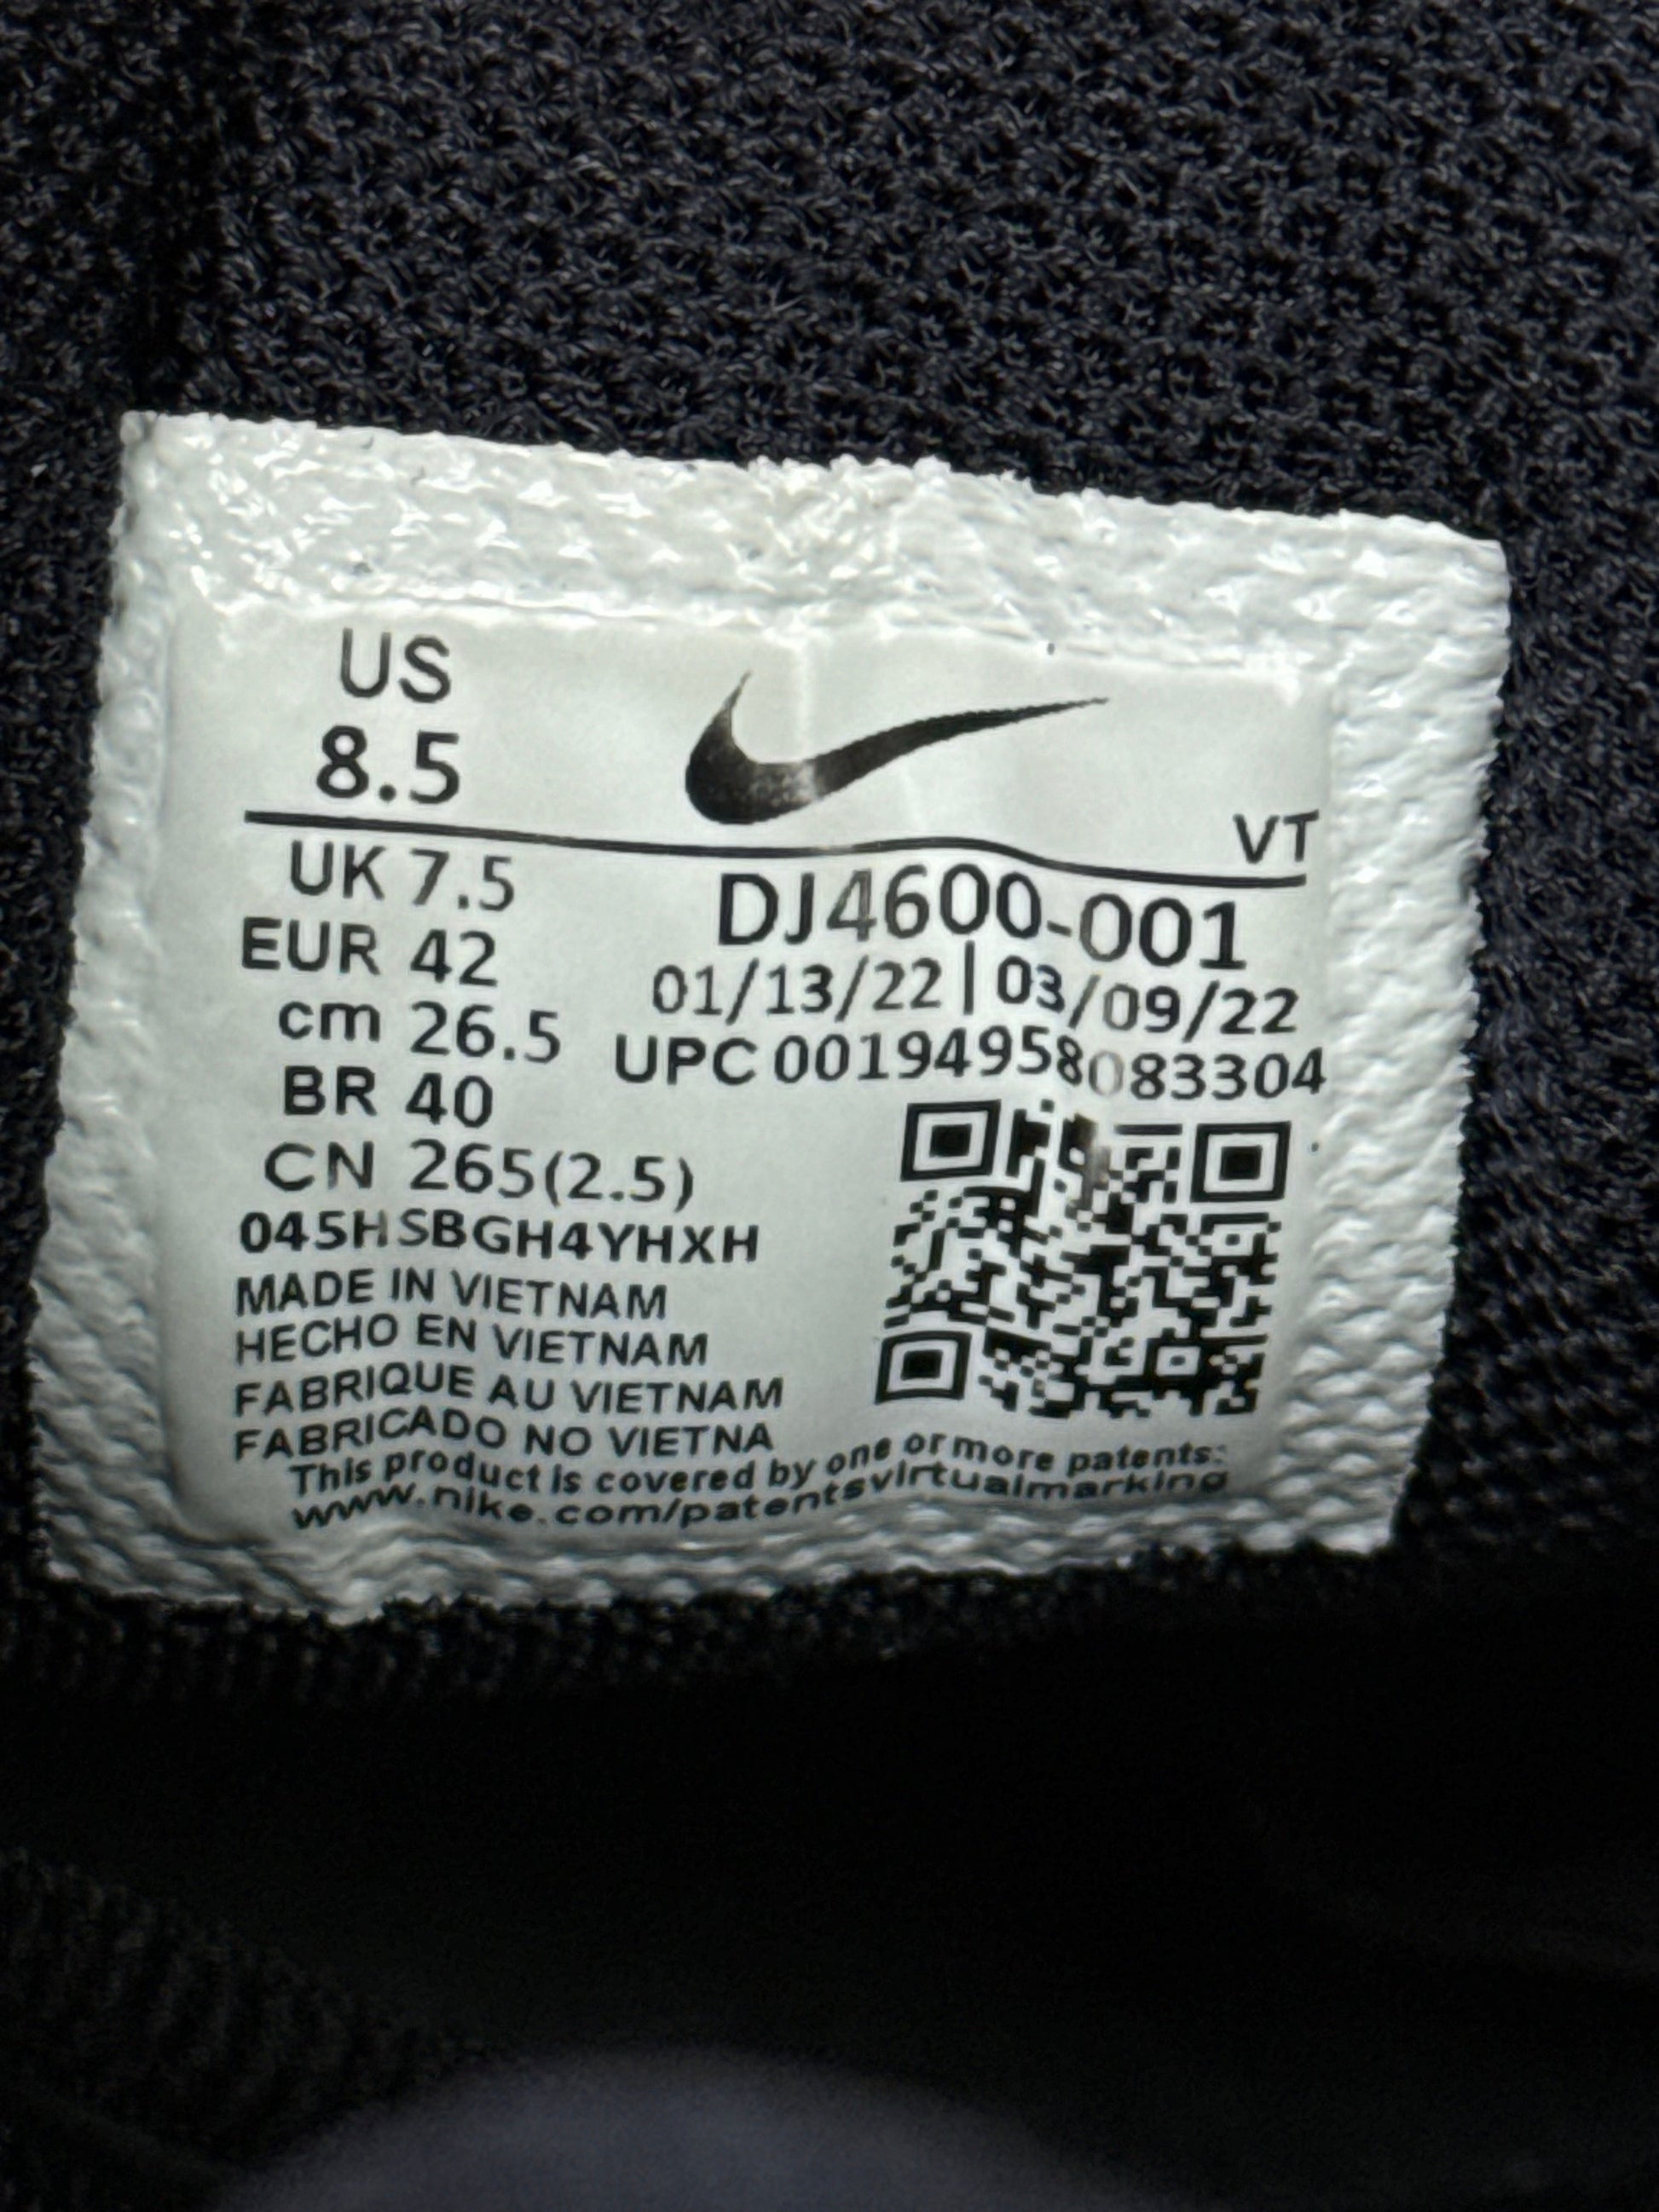 US
8.5
VT
UK 7.5
DJ4600-001
EUR 42
01/13/22 | 03/09/22
cm 26.5
UPC 00194958083304
BR 40
CN 265(2.5)
045HSBGH4YHXH
MADE IN VIETNAM
HECHO EN VIETNAM
FABRIQUE AU VIETNAM
FABRICADO NO VIETNA
This product is covered by one or more patents:
www.nike.com/patentsvirtualmarking